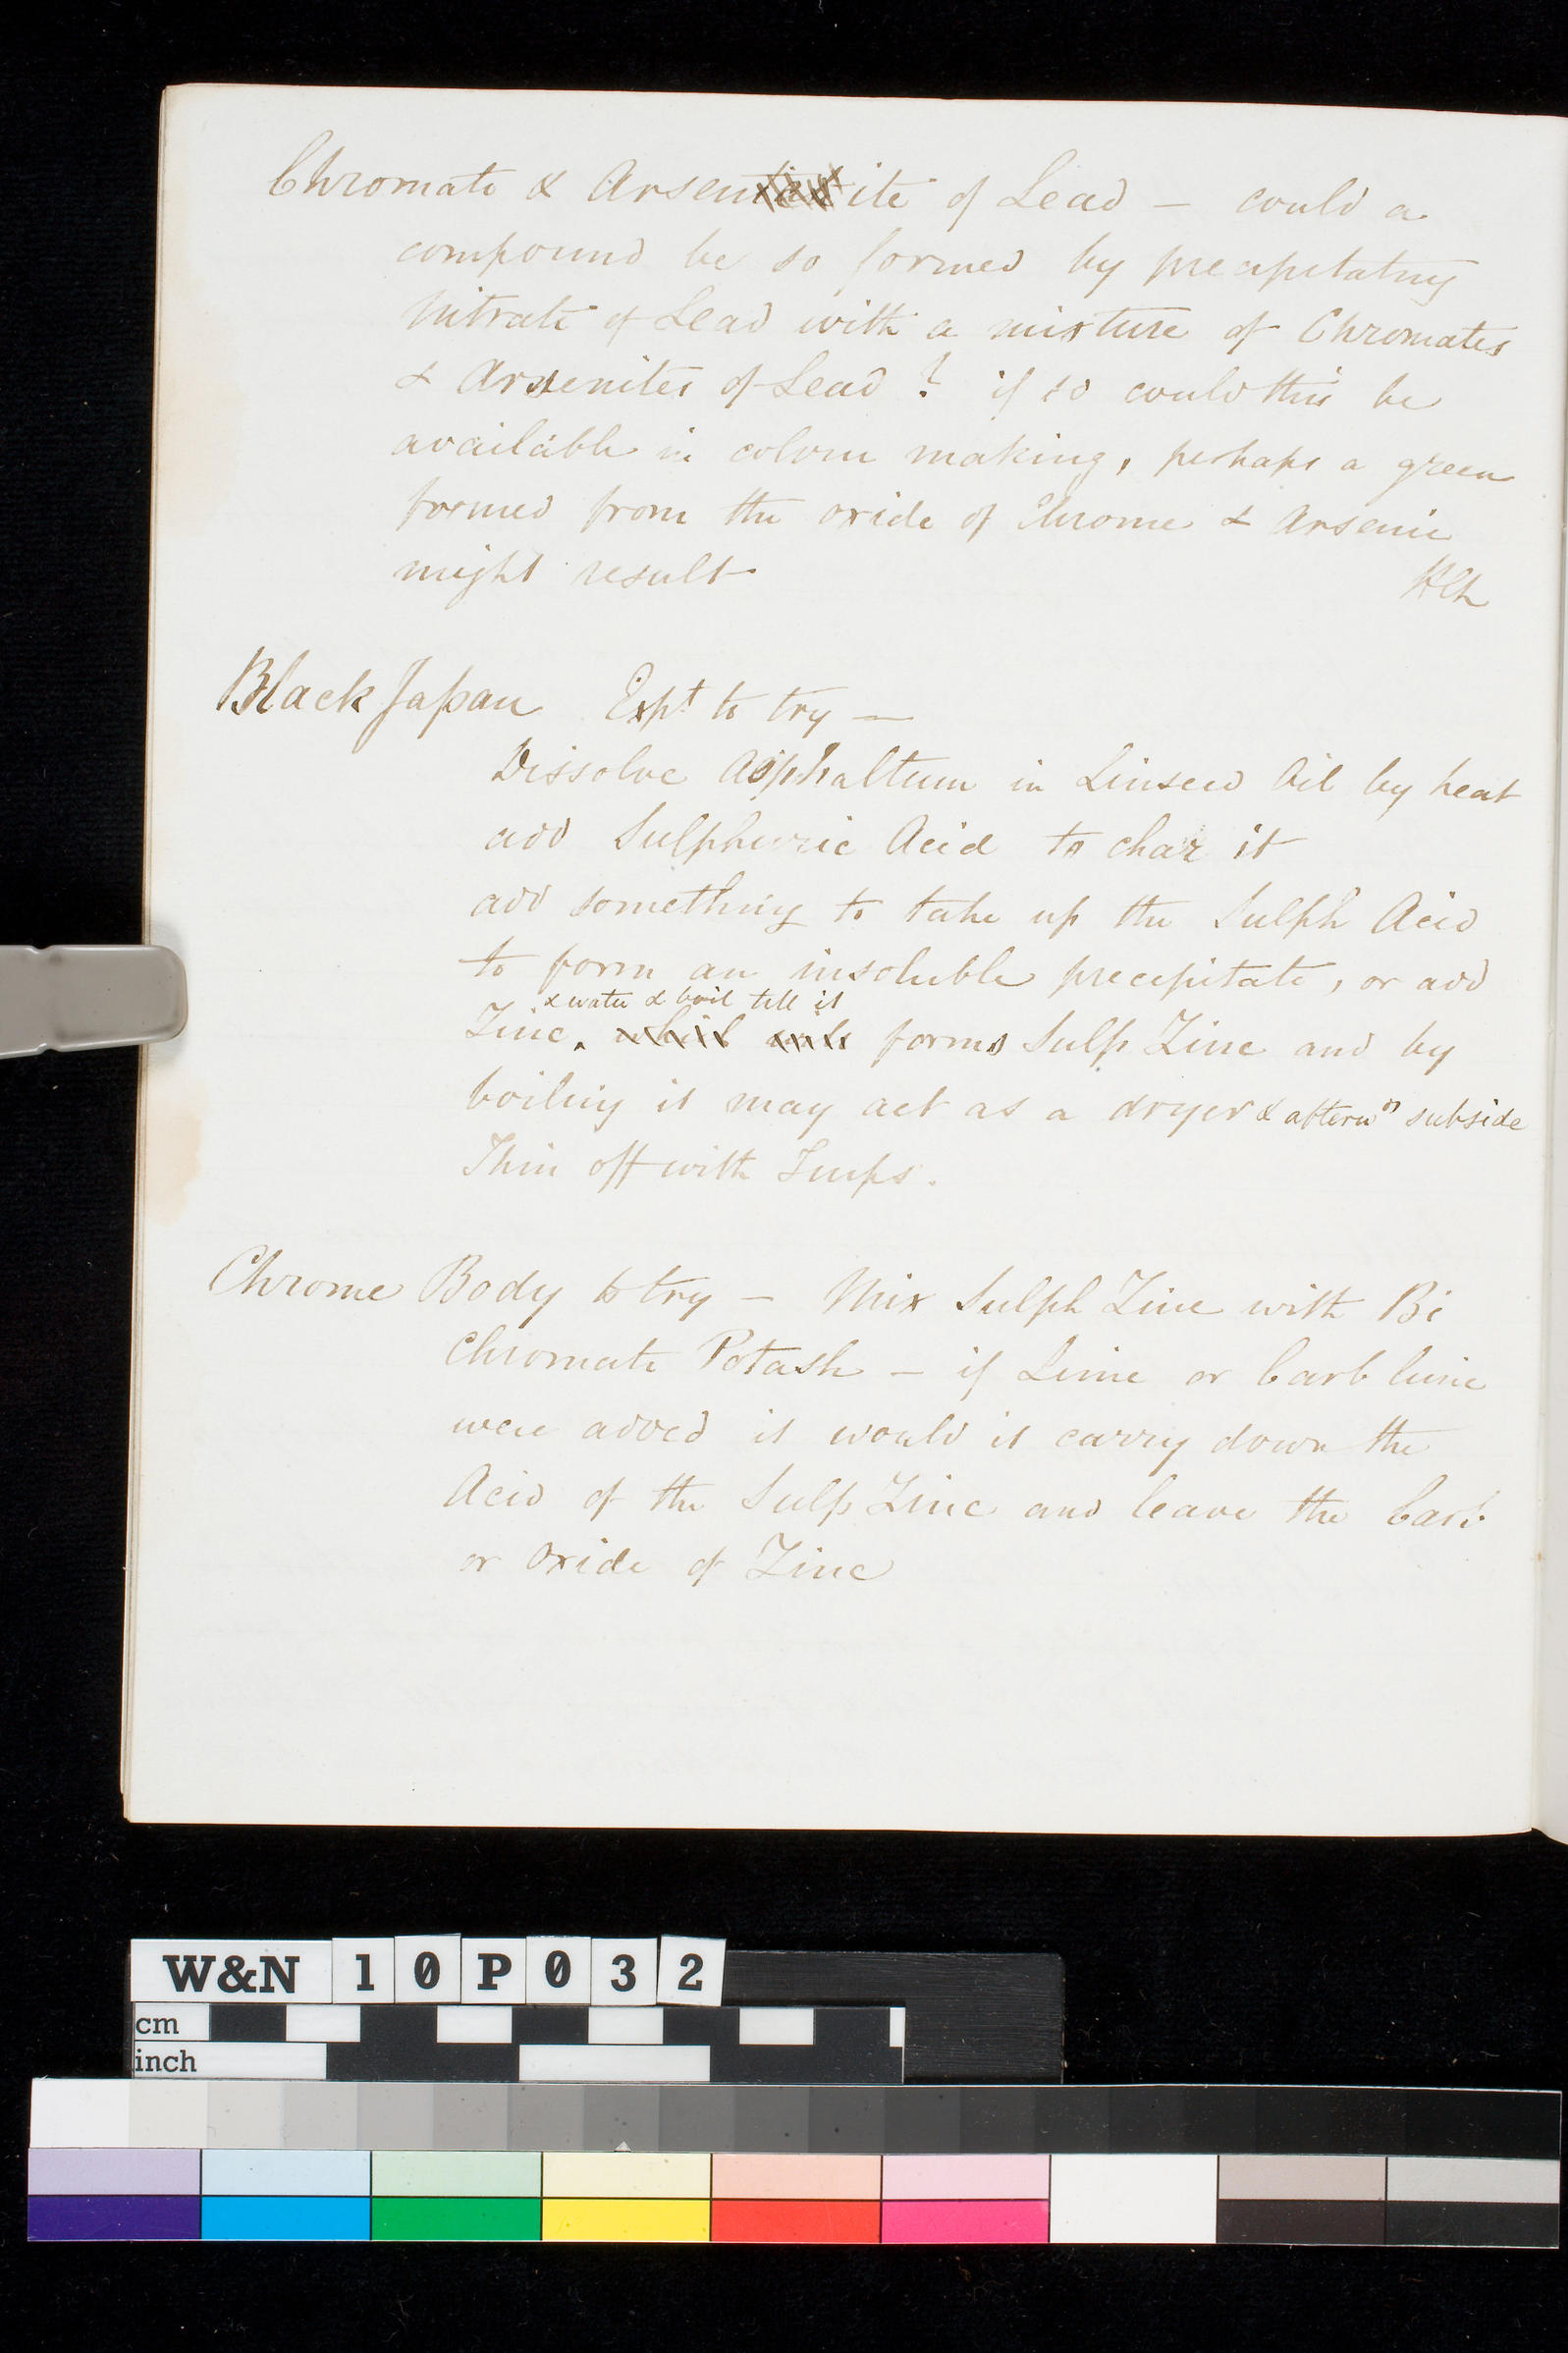 Chromate & Arsenite of Lead – could a
compound be so formed by precipitating
Nitrate of Lead with a mixture of Chromates
& Arsenites of Lead ? if so could this be
available in colour making, perhaps a green
formed from the oxide of Chrome & Arsenic
might result
Black Japan Expt to try –
Dissolve Asphaltum in Linseed Oil by heat
add Sulphuric Acid to char it
add something to take up the Sulph Acid
to form an insoluble precipitate, or add
& water & boil till it
Zinc. forms Sulp Zinc and by
boiling it may act as a dryer & afterw subside
Thin off with Turps.
Chrome Body to try – Mix Sulph Zinc with Bi
Chromate Potash – if Lime or Carb lime
were added it would it carry down the
Acid of the Sulp Zinc and leave the Carb
or Oxide of Zinc
W&N 10P032
cm
inch